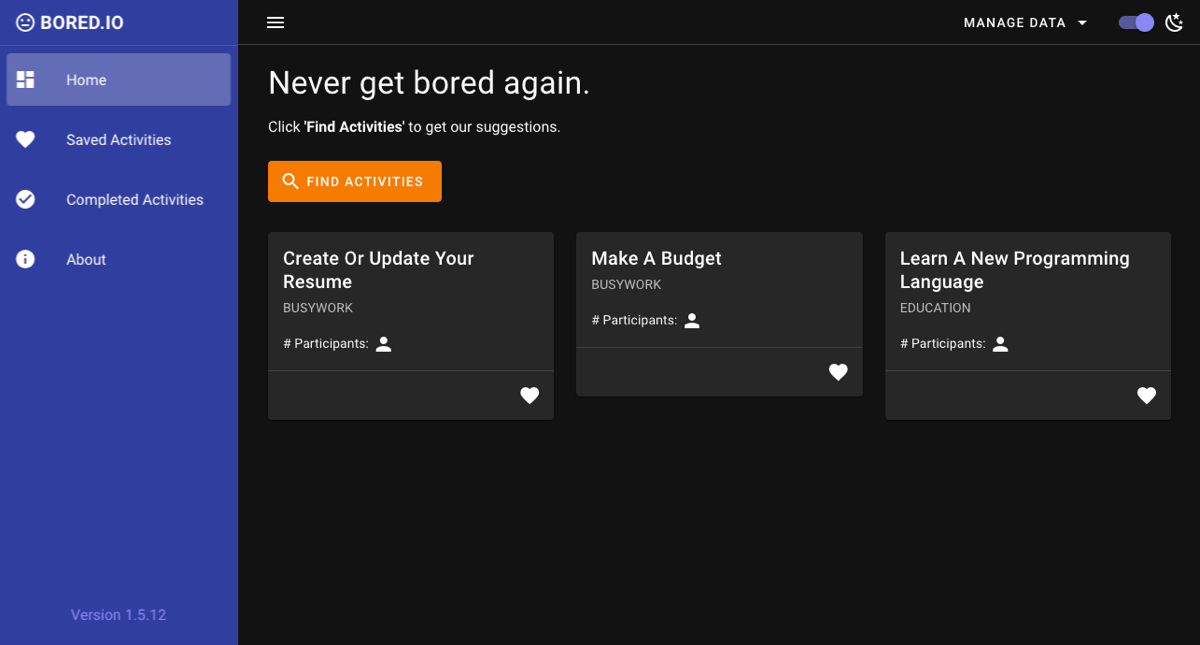 BORED.IO
MANAGE DATA
Home
Saved Activities
Completed Activities
About
Version 1.5.12
Never get bored again.
Click 'Find Activities' to get our suggestions.
FIND ACTIVITIES
Create Or Update Your
Resume
BUSYWORK
# Participants:
Make A Budget
BUSYWORK
# Participants:
Learn A New Programming
Language
EDUCATION
# Participants: